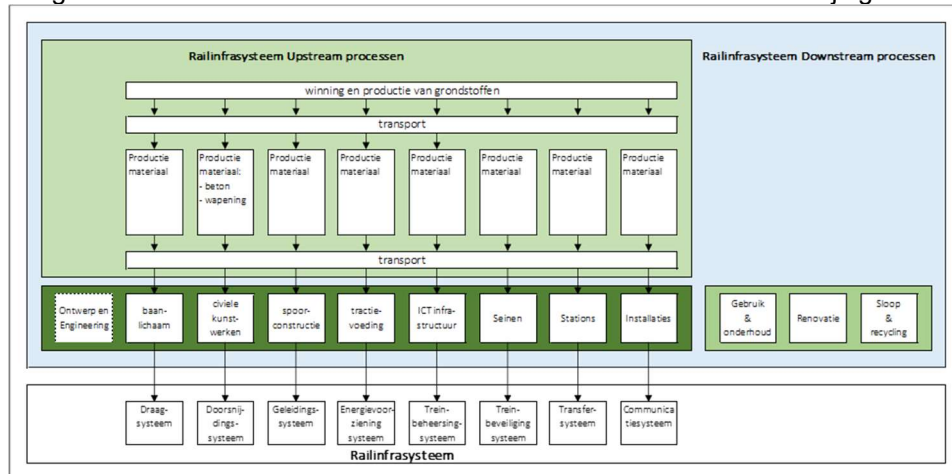 Railinfrasysteem Upstream processen
Railinfrasysteem Downstream processen
winning en productie van grondstoffen
transport
Productie
materiaal
Productie
materiaal:
- beton
- wapening
Productie
materiaal
Productie
materiaal
Productie
materiaal
Productie
materiaal
Productie
materiaal
Productie
materiaal
transport
Ontwerp en
Engineering
baan-
lichaam
civiele
kunst-
werken
spoor-
constructie
tractie-
voeding
ICT infra-
structuur
Seinen
Stations
Installaties
Gebruik
&
onderhoud
Renovatie
Sloop
&
recycling
Draag-
systeem
Doorsnij-
dings-
systeem
Geleidings-
systeem
Energievoor-
ziening
systeem
Trein-
beheersing-
systeem
Trein-
beveiliging
systeem
Transfer-
systeem
Communica
tiesysteem
Railinfrasysteem